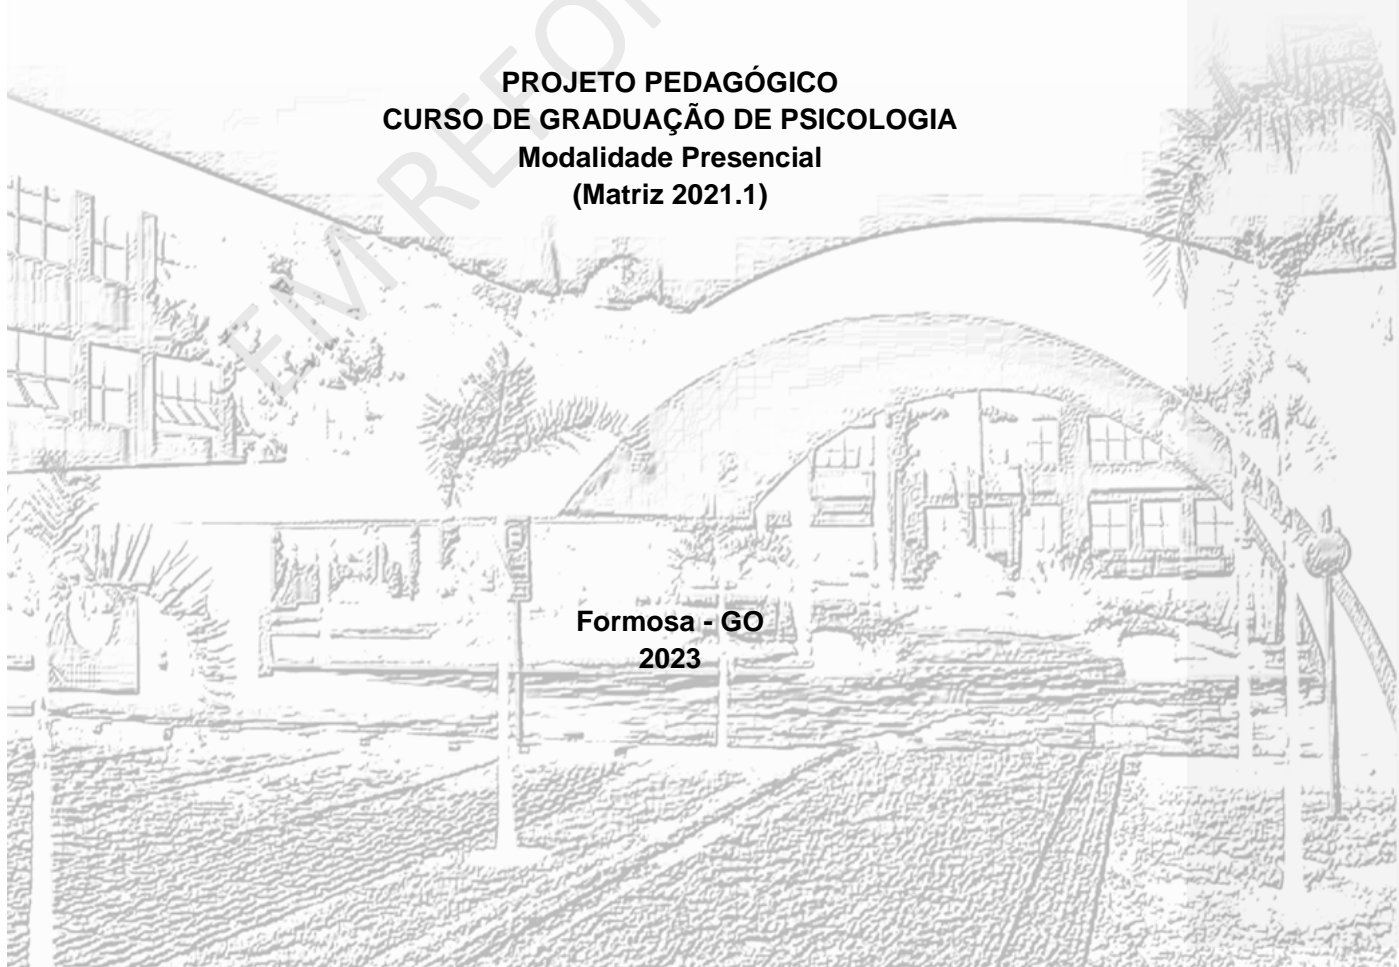 PROJETO PEDAGÓGICO
CURSO DE GRADUAÇÃO DE PSICOLOGIA
Modalidade Presencial
(Matriz 2021.1)
Formosa - GO
2023